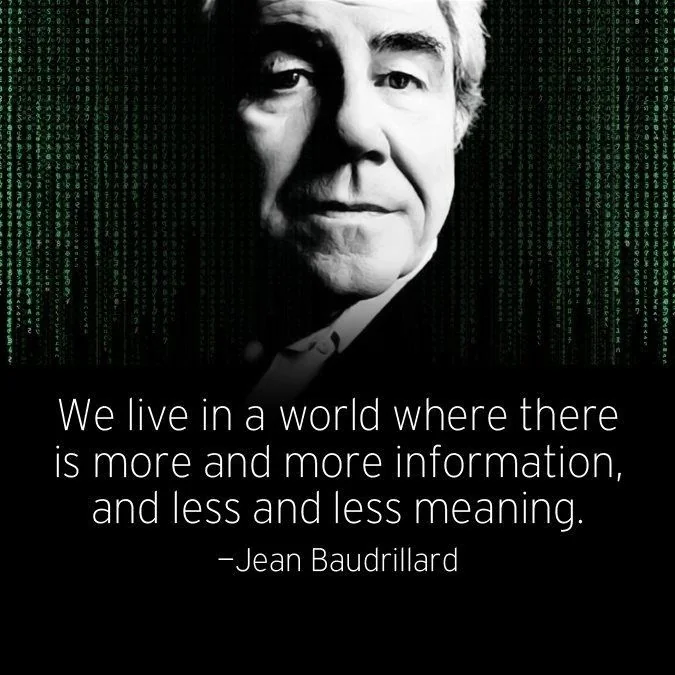 We live in a world where there
is more and more information,
and less and less meaning.
–Jean Baudrillard